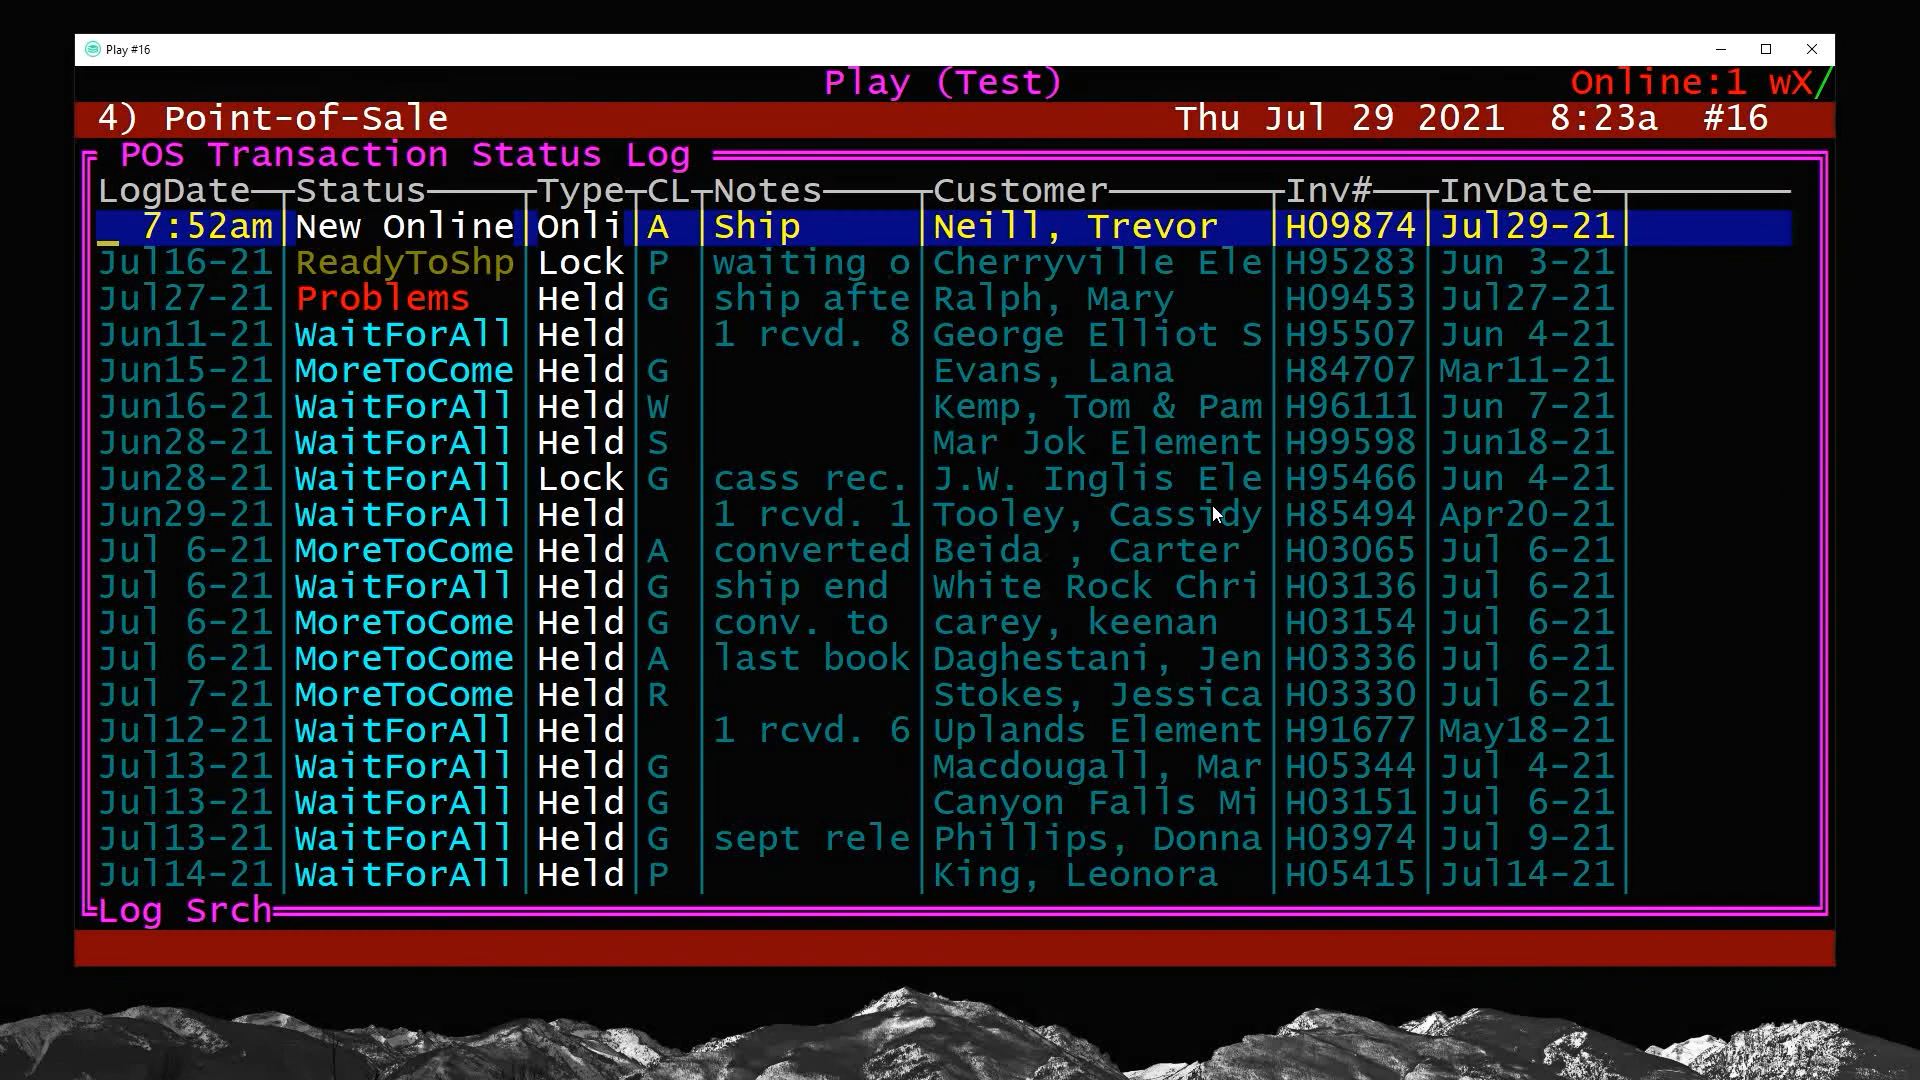 Play #16
Play (Test) Online:1 wX/
4) Point-of-Sale Thu Jul 29 2021 8:23a #16
POS Transaction Status Log
LogDate Status Type CL Notes Customer Inv# InvDate
7:52am New Online Onli A Ship Neill, Trevor H09874 Jul29-21
Jul16-21 ReadyToShp Lock P waiting o Cherryville Ele H95283 Jun 3-21
Jul27-21 Problems Held G ship afte Ralph, Mary H09453 Jul27-21
Jun11-21 WaitForAll Held 1 rcvd. 8 George Elliot S H95507 Jun 4-21
Jun15-21 MoreToCome Held G Evans, Lana H84707 Mar11-21
Jun16-21 WaitForAll Held W Kemp, Tom & Pam H96111 Jun 7-21
Jun28-21 WaitForAll Held S Mar Jok Element H99598 Jun18-21
Jun28-21 WaitForAll Lock G cass rec. J.W. Inglis Ele H95466 Jun 4-21
Jun29-21 WaitForAll Held 1 rcvd. 1 Tooley, Cassidy H85494 Apr20-21
Jul 6-21 MoreToCome Held A converted Beida , Carter H03065 Jul 6-21
Jul 6-21 WaitForAll Held G ship end White Rock Chri H03136 Jul 6-21
Jul 6-21 MoreToCome Held G conv. to carey, keenan H03154 Jul 6-21
Jul 6-21 MoreToCome Held A last book Daghestani, Jen H03336 Jul 6-21
Jul 7-21 MoreToCome Held R Stokes, Jessica H03330 Jul 6-21
Jul12-21 WaitForAll Held 1 rcvd. 6 Uplands Element H91677 May18-21
Jul13-21 WaitForAll Held G Macdougall, Mar H05344 Jul 4-21
Jul13-21 WaitForAll Held G Canyon Falls Mi H03151 Jul 6-21
Jul13-21 WaitForAll Held G sept rele Phillips, Donna H03974 Jul 9-21
Jul14-21 WaitForAll Held P King, Leonora H05415 Jul14-21
Log Srch